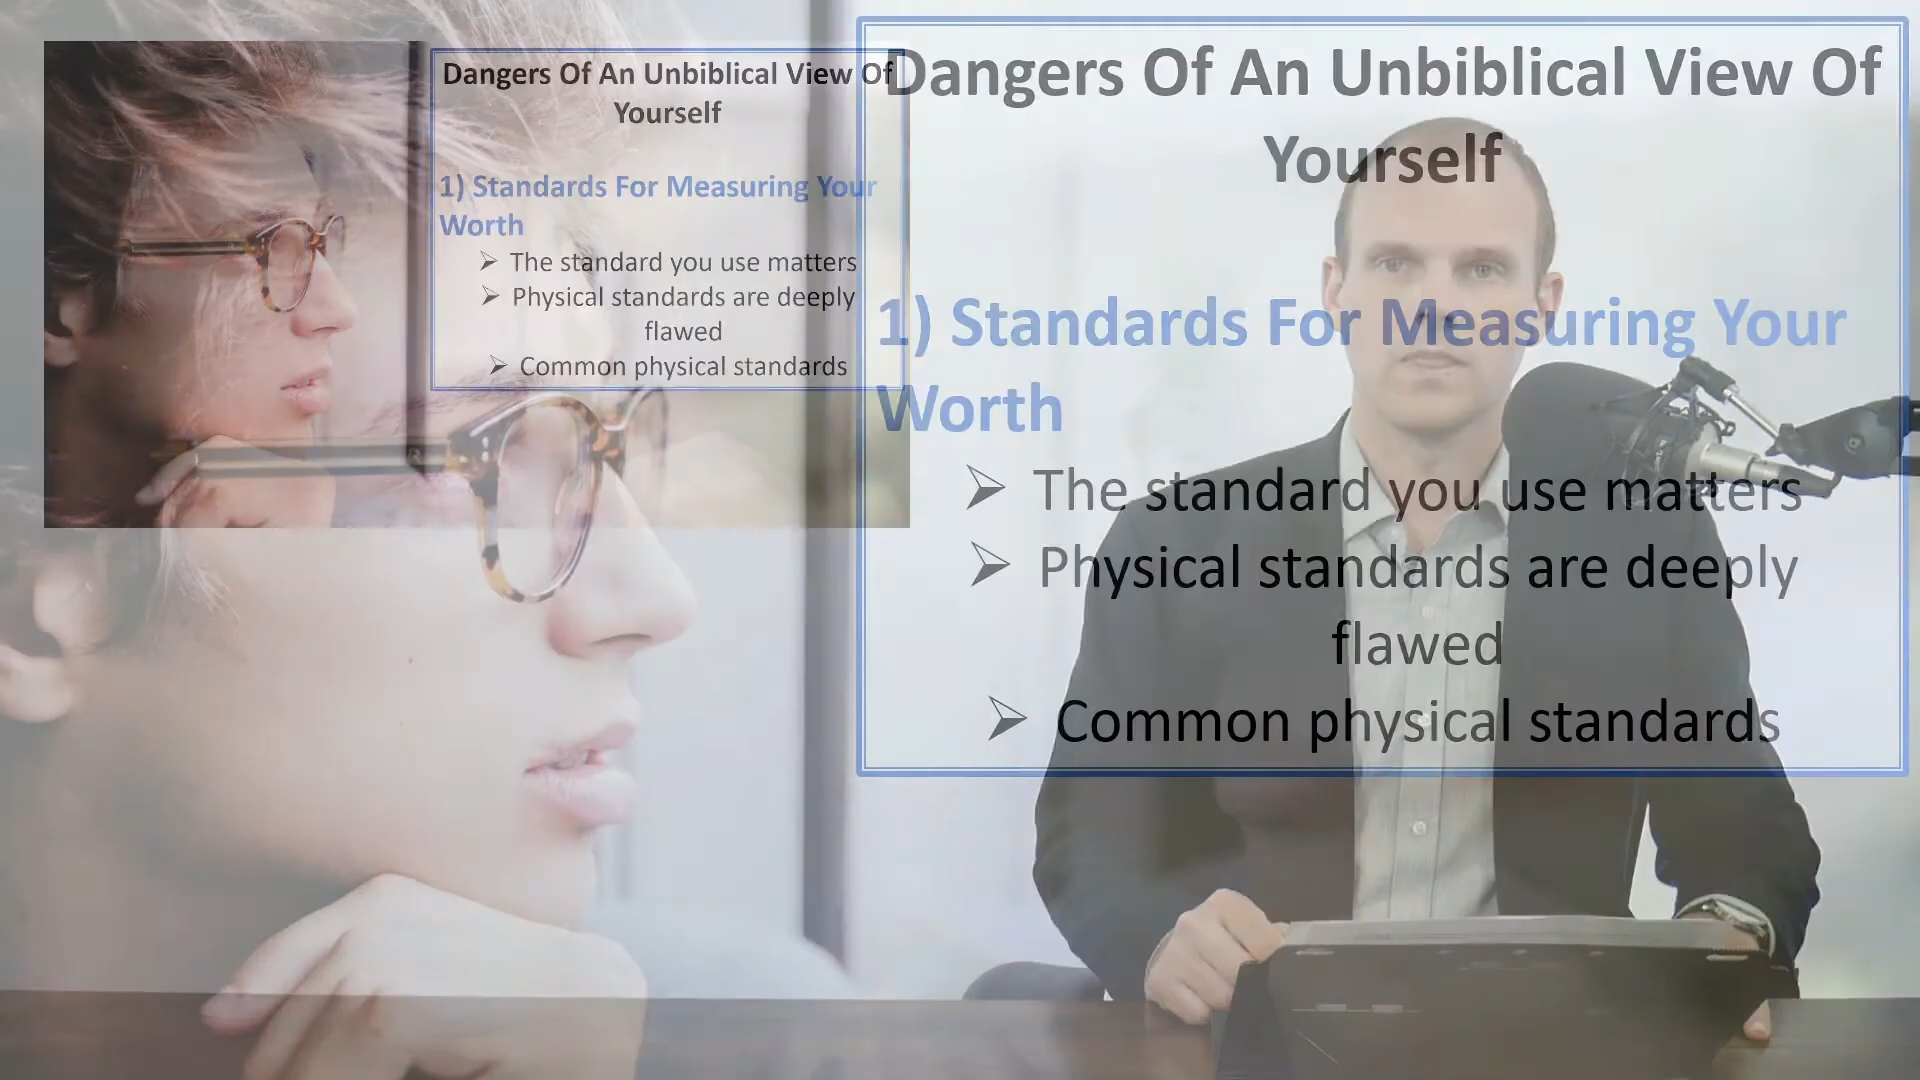 Dangers Of An Unbiblical View Of
Yourself
1) Standards For Measuring Your
Worth
➢ The standard you use matters
➢ Physical standards are deeply
flawed
➢ Common physical standards
Dangers Of An Unbiblical View Of
Yourself
1) Standards For Measuring Your
Worth
➢ The standard you use matters
➢ Physical standards are deeply
flawed
➢ Common physical standards